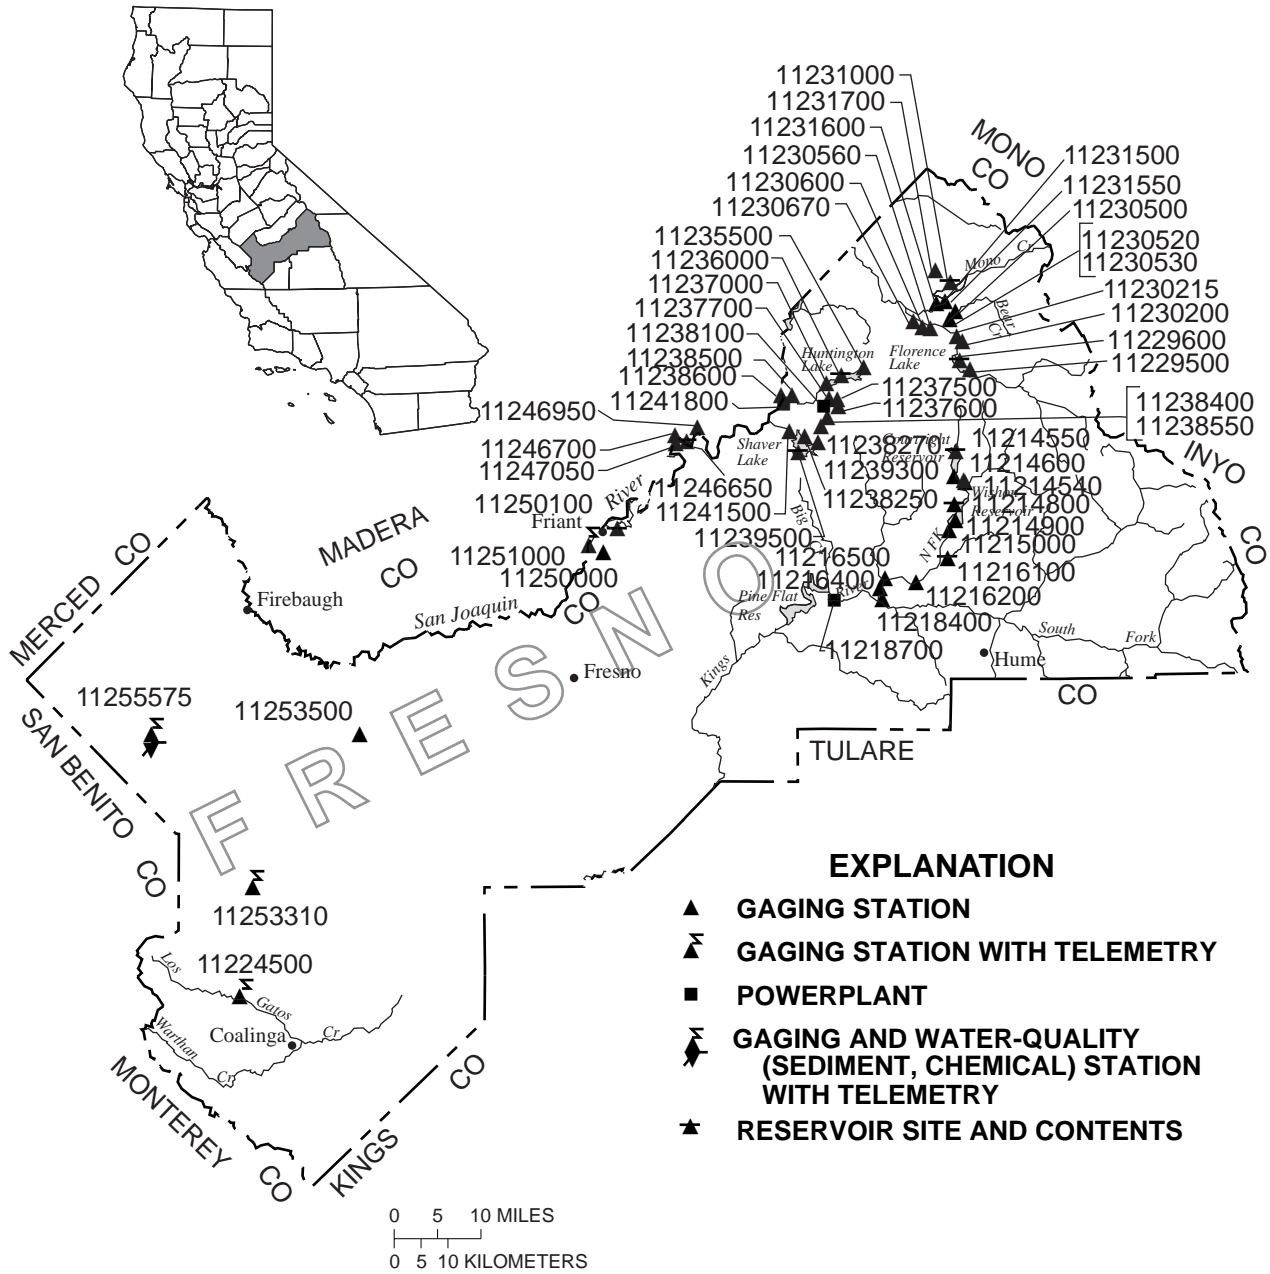 11231000
11231700
11231600
11230560
11230600
11230670
11235500
11236000
11237000
11237700
11238100
11238500
11238600
11241800
11246950
11246700
11247050
11250100
MONO
CO
11231500
11231550
11230500
11230520
11230530
11230215
11230200
11229600
11229500
Mono
Cr
Bear
Cr
Huntington
Lake
Florence
Lake
11237500
11237600
11238400
11238550
INYO
CO
Shaver
Lake
11238270
11239300
11238250
Courtright
Reservoir
11214550
11214600
11214540
11214800
Wishon
Reservoir
11214900
11215000
11216100
11216200
N FK
Big
Cr
11246650
11241500
11239500
11216500
11216400
Pine Flat
Res
River
11218400
11218700
South
Fork
Hume
Kings
River
Friant
11251000
11250000
MADERA
CO
San Joaquin
CO
MERCED
CO
Firebaugh
Fresno
FRESNO
TULARE
CO
11255575
11253500
SAN BENITO
CO
11253310
11224500
Los
Gatos
Cr
Coalinga
Warthan
Cr
MONTEREY
CO
KINGS
CO
EXPLANATION
GAGING STATION
GAGING STATION WITH TELEMETRY
POWERPLANT
GAGING AND WATER-QUALITY
(SEDIMENT, CHEMICAL) STATION
WITH TELEMETRY
RESERVOIR SITE AND CONTENTS
0 5 10 MILES
0 5 10 KILOMETERS